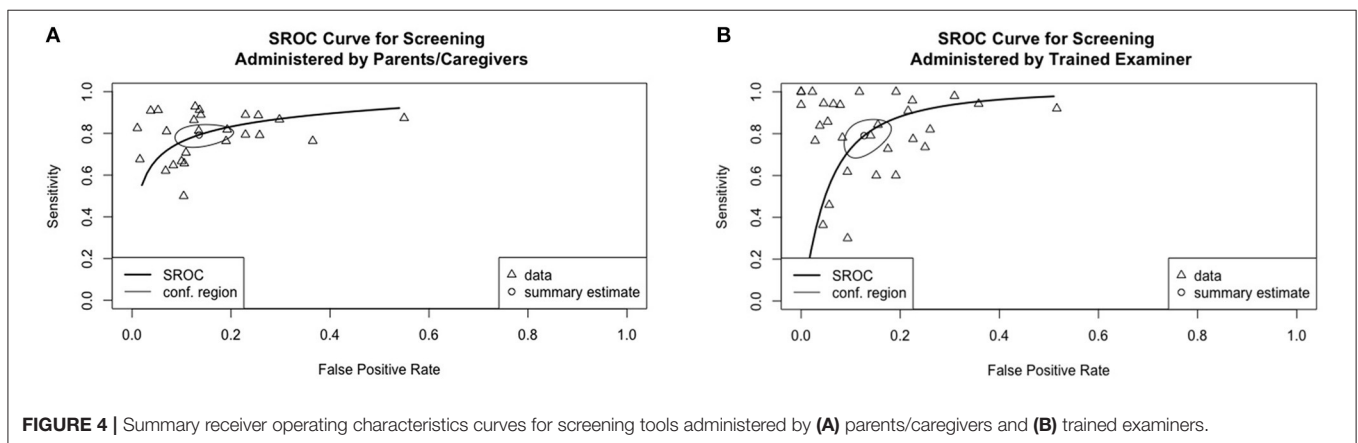 A
SROC Curve for Screening
Administered by Parents/Caregivers
Sensitivity
0.0 0.2 0.4 0.6 0.8 1.0
SROC
conf. region
data
summary estimate
0.0 0.2 0.4 0.6 0.8 1.0
False Positive Rate
B
SROC Curve for Screening
Administered by Trained Examiner
Sensitivity
0.0 0.2 0.4 0.6 0.8 1.0
SROC
conf. region
data
summary estimate
0.0 0.2 0.4 0.6 0.8 1.0
False Positive Rate
FIGURE 4 | Summary receiver operating characteristics curves for screening tools administered by (A) parents/caregivers and (B) trained examiners.